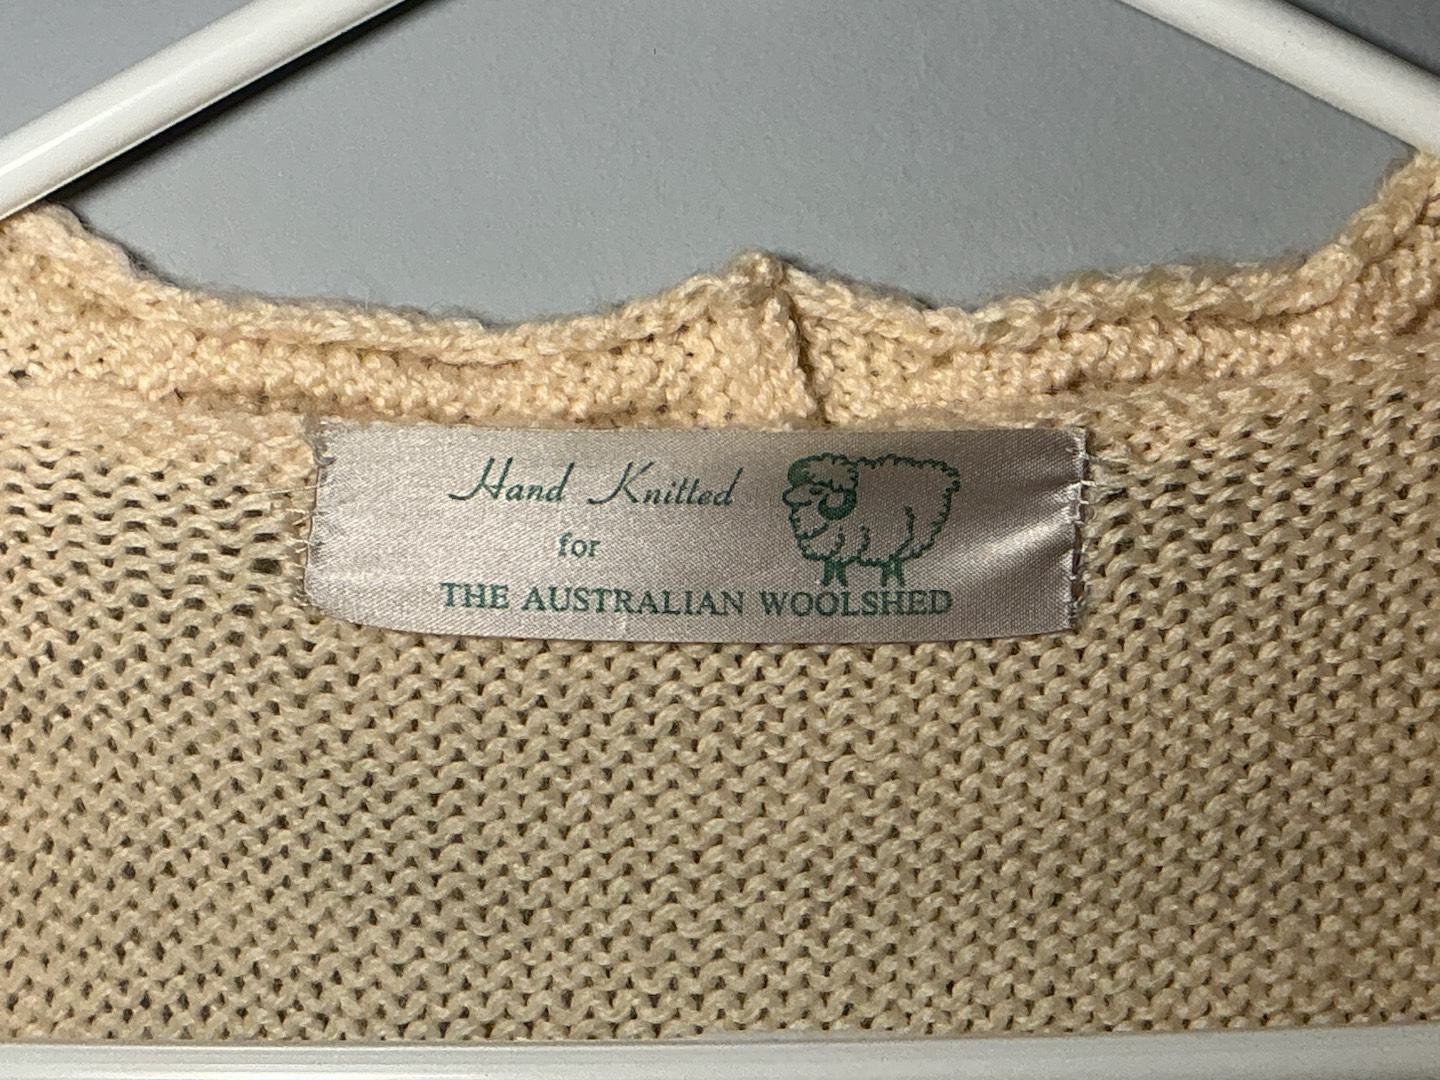 Hand Knitted
for
THE AUSTRALIAN WOOLSHED